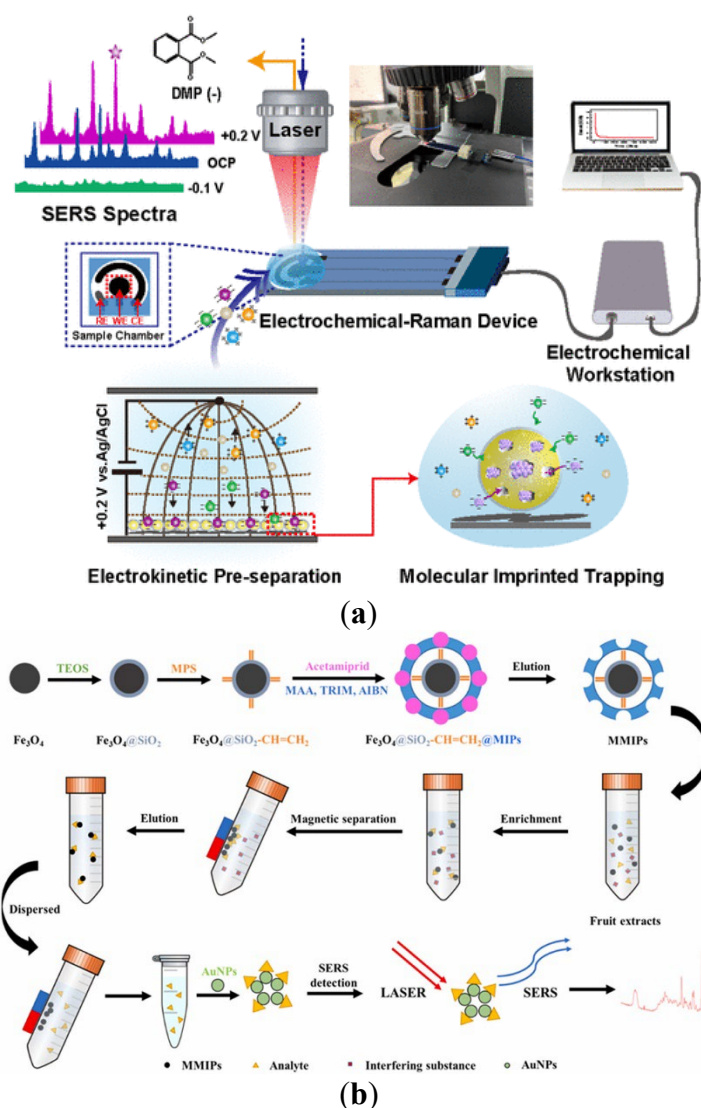 DMP (-)
Laser
+0.2 V
OCP
-0.1 V
SERS Spectra
RE WE CE
Sample Chamber
Electrochemical-Raman Device
Electrochemical
Workstation
+0.2 V vs.Ag/AgCl
Electrokinetic Pre-separation
Molecular Imprinted Trapping
(a)
TEOS
MPS
Acetamiprid
MAA, TRIM, AIBN
Elution
Fe₃O₄
Fe₃O₄@SiO₂
Fe₃O₄@SiO₂-CH=CH₂
Fe₃O₄@SiO₂-CH=CH₂@MIPs
MMIPs
Elution
Magnetic separation
Enrichment
Fruit extracts
Dispersed
AuNPs
SERS
detection
LASER
SERS
MMIPs
Analyte
Interfering substance
AuNPs
(b)